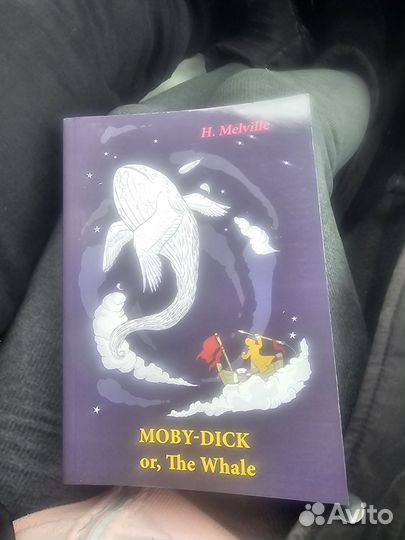 H. Melville
MOBY-DICK
or, The Whale
Avito